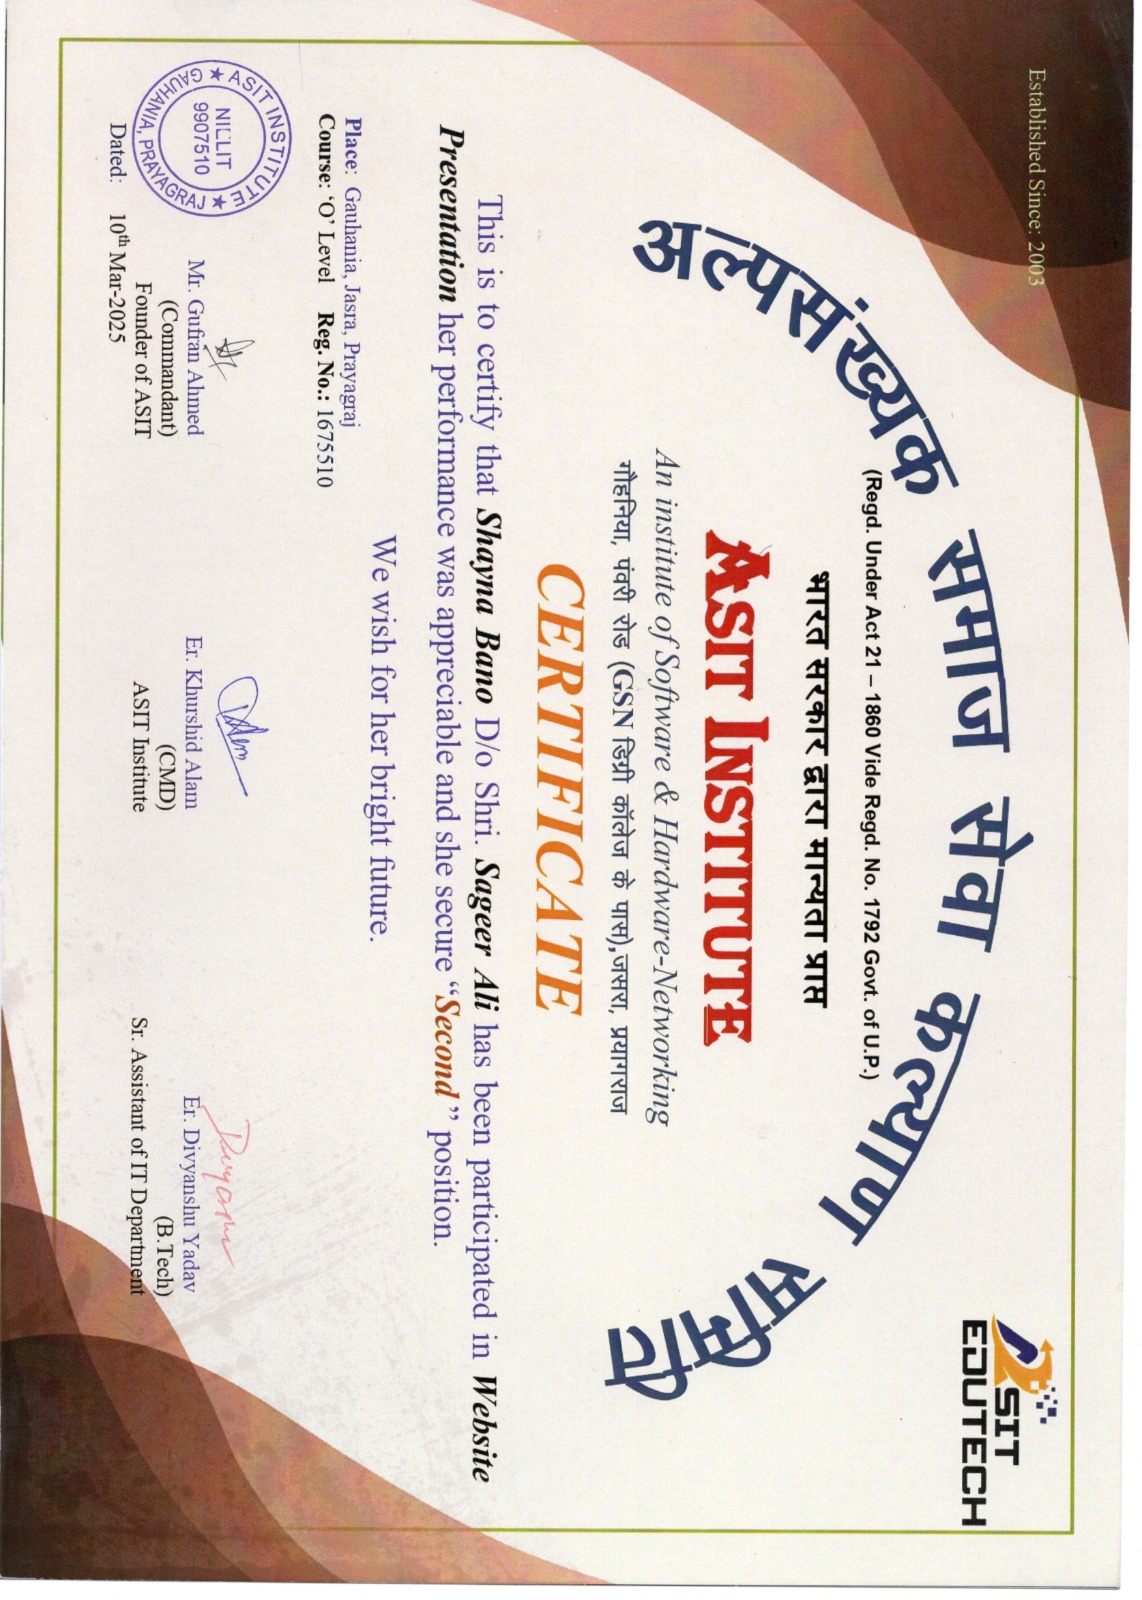 Established Since: 2003
ASIT
EDUTECH
अल्पसंख्यक समाज सेवा कल्याण समिति
(Regd. Under Act 21 – 1860 Vide Regd. No. 1792 Govt. of U.P.)
भारत सरकार द्वारा मान्यता प्राप्त
ASIT INSTITUTE
An institute of Software & Hardware-Networking
गौहनिया, पंवरी रोड (GSN डिग्री कॉलेज के पास),जसरा, प्रयागराज
CERTIFICATE
This is to certify that Shayna Bano D/o Shri. Sageer Ali has been participated in Website
Presentation her performance was appreciable and she secure “Second ” position.
We wish for her bright future.
Place: Gauhania, Jasra, Prayagraj
Course: ‘O’ Level Reg. No.: 1675510
ASIT INSTITUTE
NILLIT
9907510
GAUHANIA, PRAYAGRAJ
Mr. Gufran Ahmed
(Commandant)
Founder of ASIT
Er. Khurshid Alam
(CMD)
ASIT Institute
Divyanshu
Er. Divyanshu Yadav
(B.Tech)
Sr. Assistant of IT Department
Dated: 10th Mar-2025